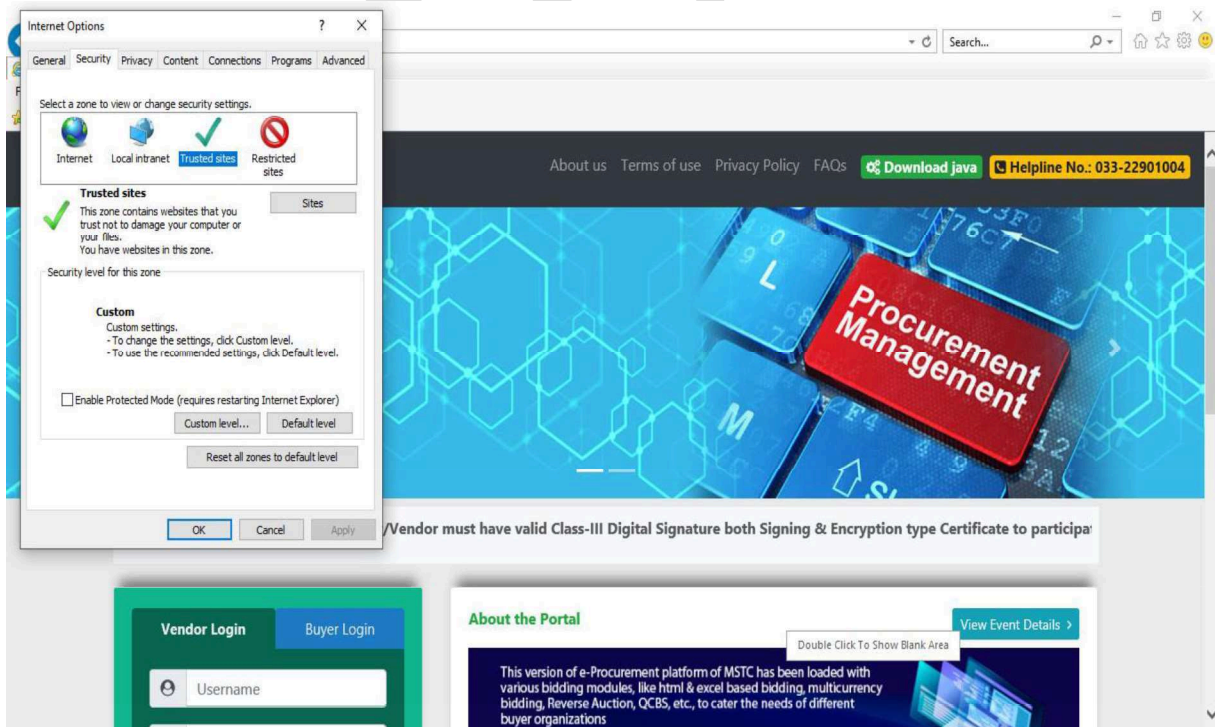 Internet Options
?
X
General Security Privacy Content Connections Programs Advanced
Select a zone to view or change security settings.
Internet Local intranet Trusted sites Restricted
sites
Trusted sites
This zone contains websites that you
trust not to damage your computer or
your files.
You have websites in this zone.
Sites
Security level for this zone
Custom
Custom settings.
- To change the settings, click Custom level.
- To use the recommended settings, click Default level.
Enable Protected Mode (requires restarting Internet Explorer)
Custom level... Default level
Reset all zones to default level
OK Cancel Apply
Search...
About us Terms of use Privacy Policy FAQs Download java Helpline No.: 033-22901004
Procurement
Management
L
M
/Vendor must have valid Class-III Digital Signature both Signing & Encryption type Certificate to participa
Vendor Login Buyer Login
Username
About the Portal
View Event Details >
Double Click To Show Blank Area
This version of e-Procurement platform of MSTC has been loaded with
various bidding modules, like html & excel based bidding, multicurrency
bidding, Reverse Auction, QCBS, etc., to cater the needs of different
buyer organizations